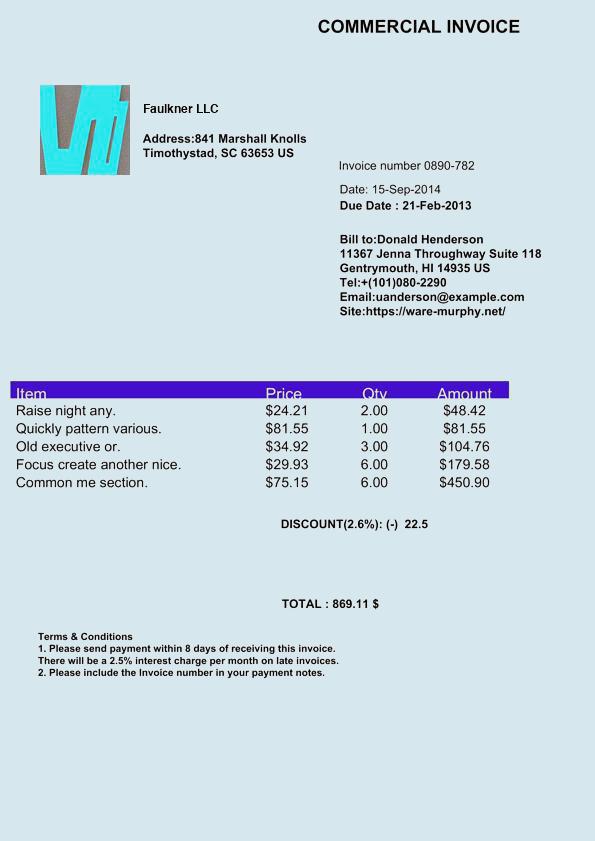 COMMERCIAL INVOICE
Faulkner LLC
Address:841 Marshall Knolls
Timothystad, SC 63653 US
Invoice number 0890-782
Date: 15-Sep-2014
Due Date : 21-Feb-2013
Bill to:Donald Henderson
11367 Jenna Throughway Suite 118
Gentrymouth, HI 14935 US
Tel:+(101)080-2290
Email:uanderson@example.com
Site:https://ware-murphy.net/
Item Price Qty Amount
Raise night any. $24.21 2.00 $48.42
Quickly pattern various. $81.55 1.00 $81.55
Old executive or. $34.92 3.00 $104.76
Focus create another nice. $29.93 6.00 $179.58
Common me section. $75.15 6.00 $450.90
DISCOUNT(2.6%): (-) 22.5
TOTAL : 869.11 $
Terms & Conditions
1. Please send payment within 8 days of receiving this invoice.
There will be a 2.5% interest charge per month on late invoices.
2. Please include the Invoice number in your payment notes.